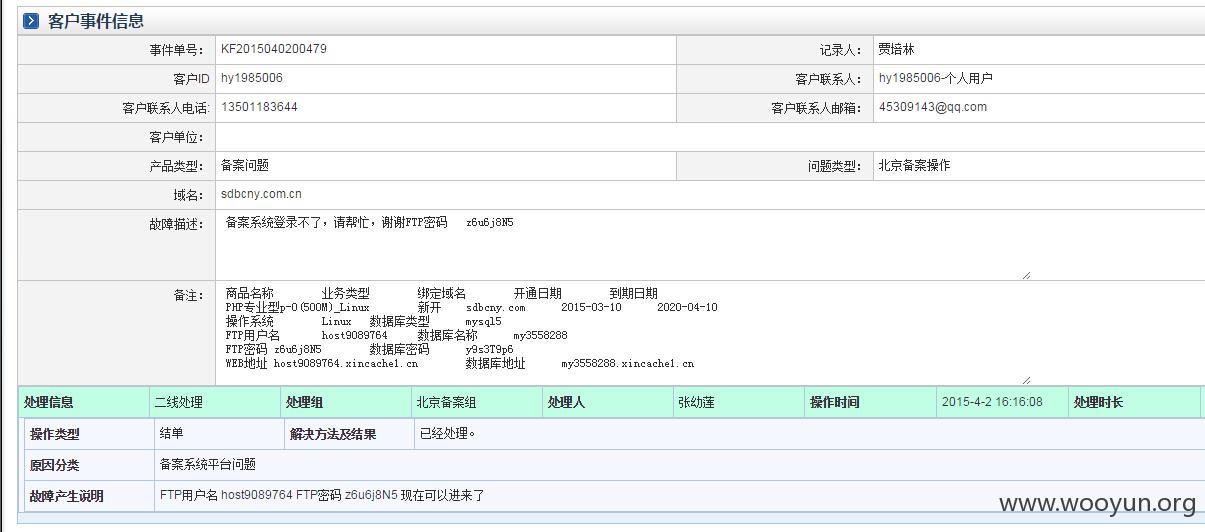 客户事件信息
事件单号： KF2015040200479 记录人： 贾培林
客户ID hy1985006 客户联系人： hy1985006-个人用户
客户联系人电话: 13501183644 客户联系人邮箱： 45309143@qq.com
客户单位：
产品类型： 备案问题 问题类型： 北京备案操作
域名： sdbcny.com.cn
故障描述： 备案系统登录不了，请帮忙，谢谢FTP密码 z6u6j8N5
备注： 商品名称 业务类型 绑定域名 开通日期 到期日期
PHP专业型p-0(500M)_Linux 新开 sdbcny.com 2015-03-10 2020-04-10
操作系统 Linux 数据库类型 mysql5
FTP用户名 host9089764 数据库名称 my3558288
FTP密码 z6u6j8N5 数据库密码 y9s3T9p6
WEB地址 host9089764.xincache1.cn 数据库地址 my3558288.xincache1.cn
处理信息 二线处理 处理组 北京备案组 处理人 张幼莲 操作时间 2015-4-2 16:16:08 处理时长
操作类型 结单 解决方法及结果 已经处理。
原因分类 备案系统平台问题
故障产生说明 FTP用户名 host9089764 FTP密码 z6u6j8N5 现在可以进来了
www.wooyun.org